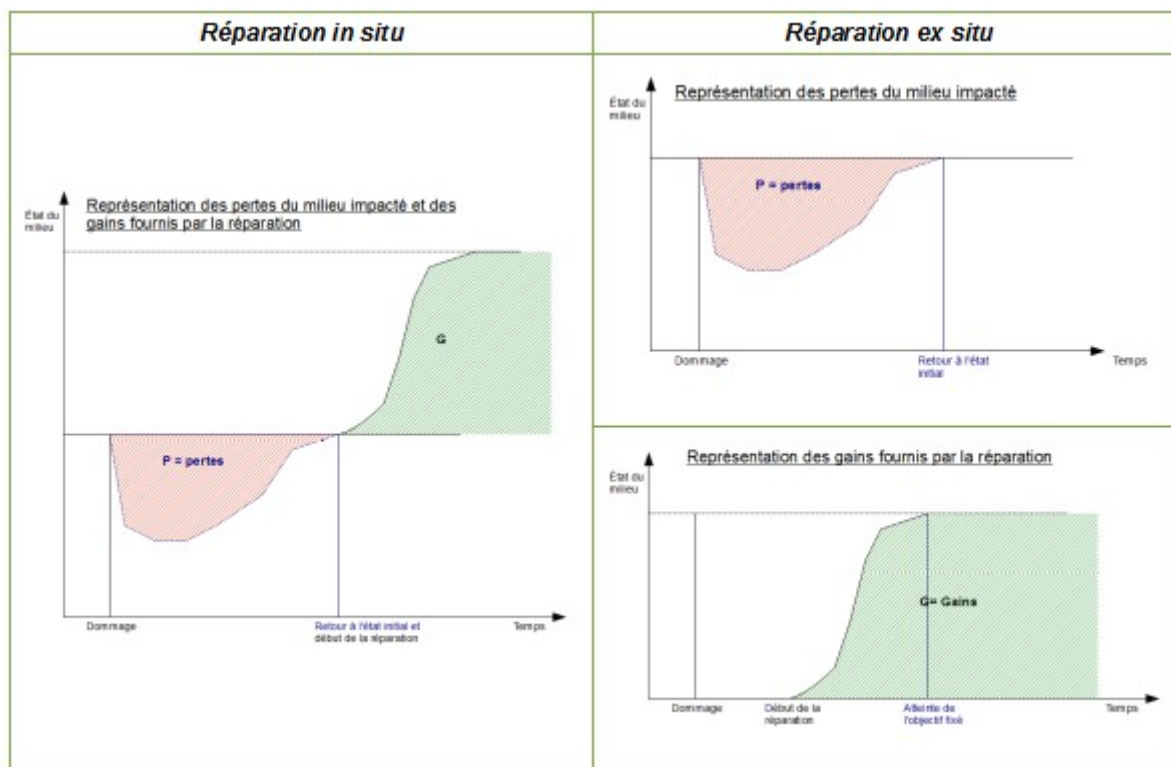 Réparation in situ
Réparation ex situ
État du
milieu
Représentation des pertes du milieu impacté et des
gains fournis par la réparation
G
P = pertes
Dommage
Retour à l'état initial et
début de la réparation
Temps
État du
milieu
Représentation des pertes du milieu impacté
P = pertes
Dommage
Retour à l'état
initial
Temps
État du
milieu
Représentation des gains fournis par la réparation
G= Gains
Dommage
Début de la
réparation
Atteinte de
l'objectif fixé
Temps